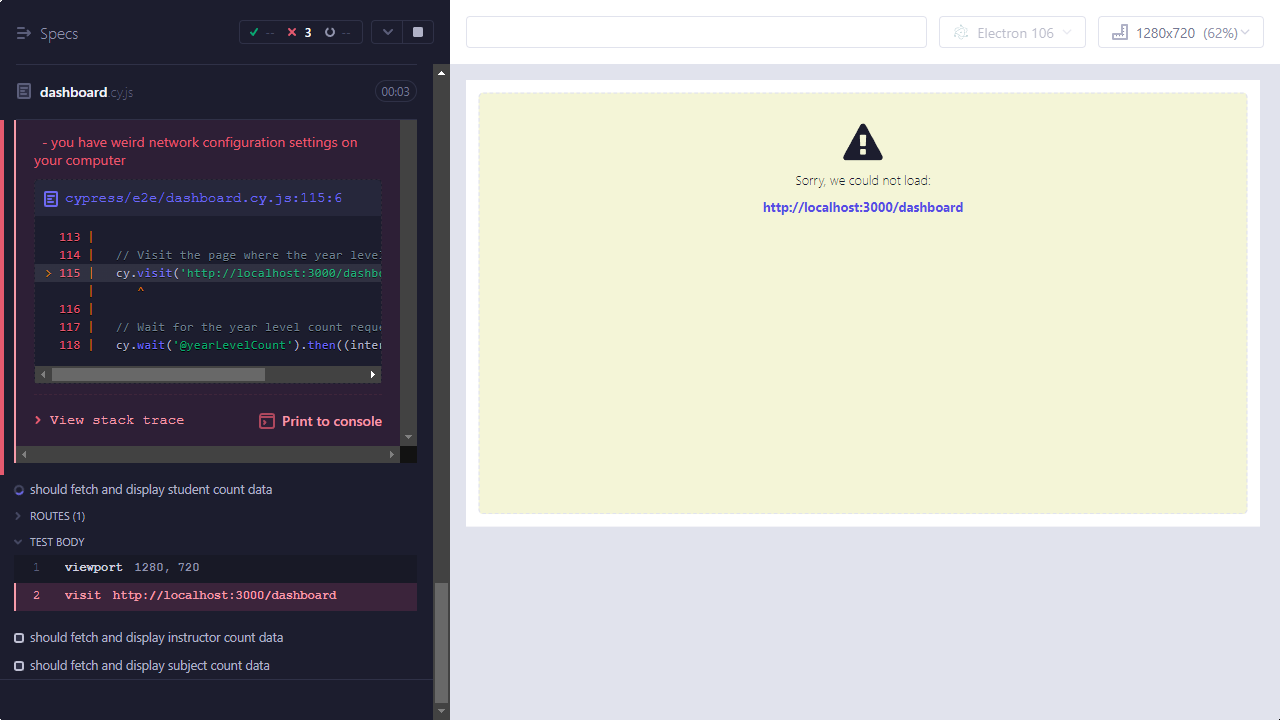 Specs
-- 3 --
dashboard.cy.js 00:03
- you have weird network configuration settings on
your computer
cypress/e2e/dashboard.cy.js:115:6
113 |
114 | // Visit the page where the year level
> 115 | cy.visit('http://localhost:3000/dashbo
| ^
116 |
117 | // Wait for the year level count reque
118 | cy.wait('@yearLevelCount').then((inter
View stack trace Print to console
should fetch and display student count data
ROUTES (1)
TEST BODY
1 viewport 1280, 720
2 visit http://localhost:3000/dashboard
should fetch and display instructor count data
should fetch and display subject count data
Electron 106
1280x720 (62%)
Sorry, we could not load:
http://localhost:3000/dashboard